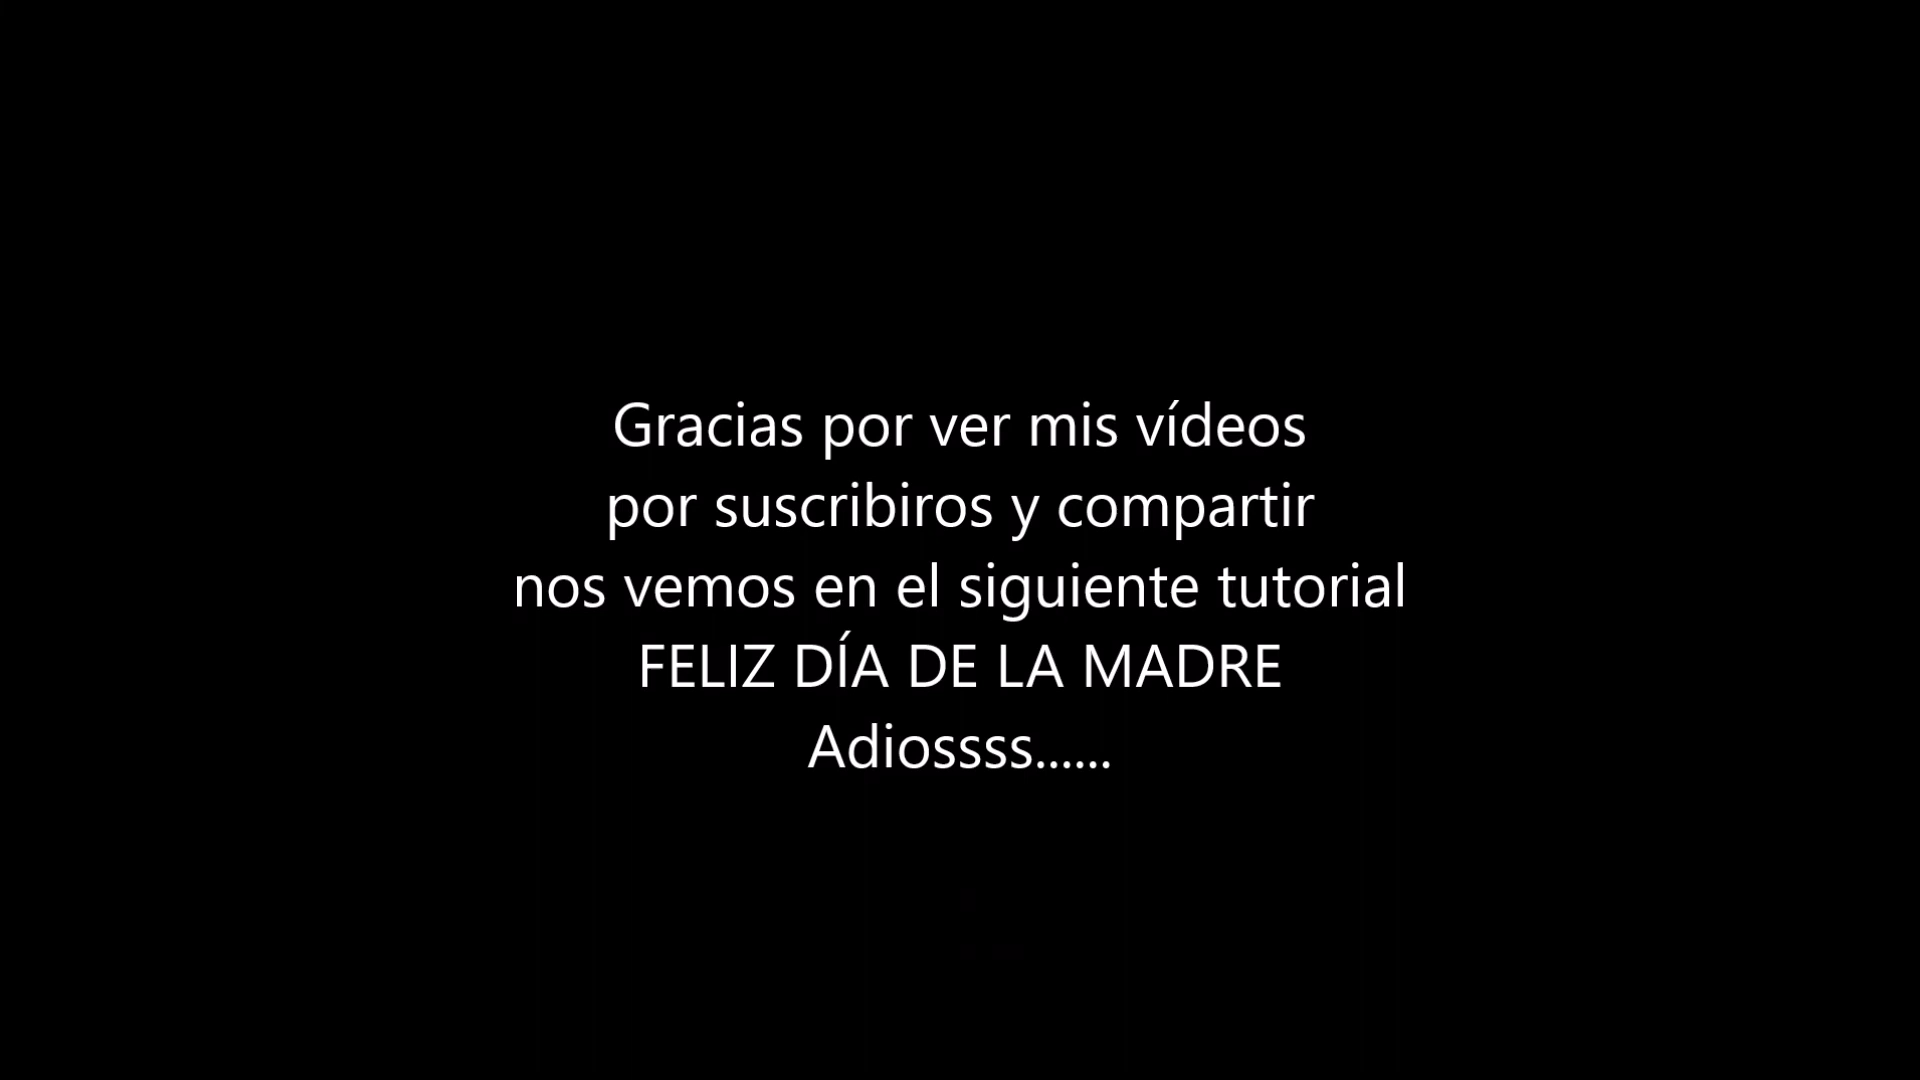 Gracias por ver mis vídeos
por suscribiros y compartir
nos vemos en el siguiente tutorial
FELIZ DÍA DE LA MADRE
Adiossss......